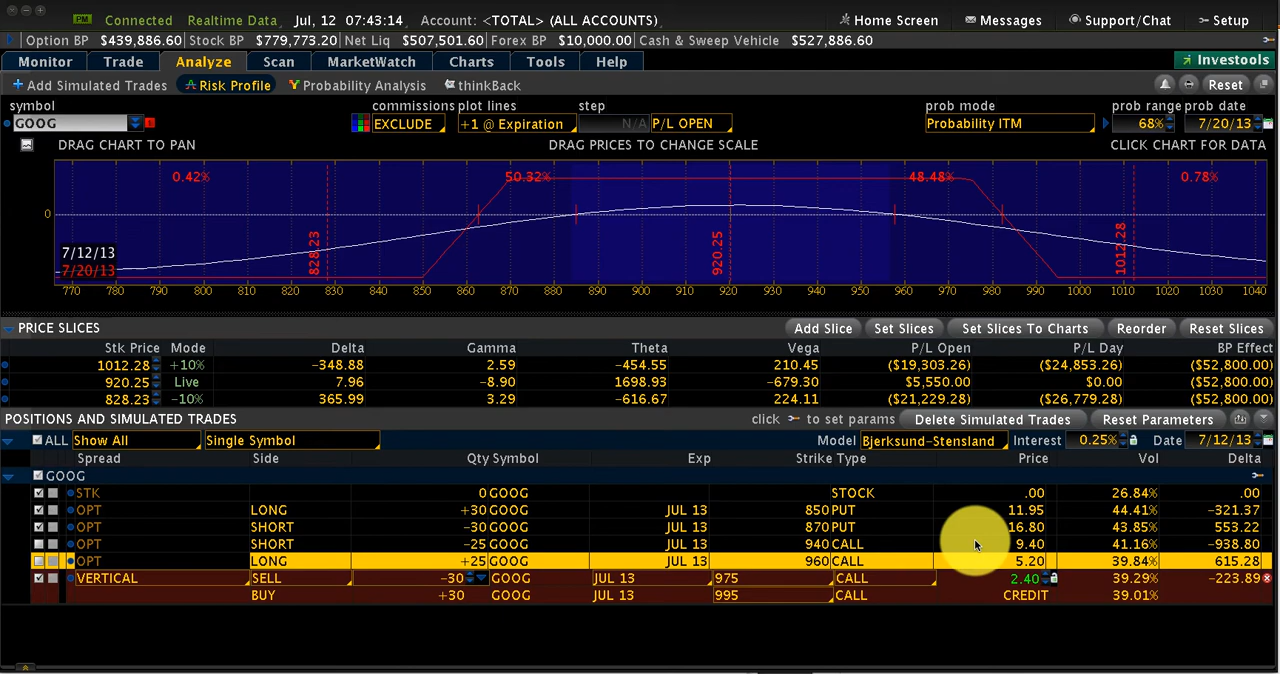 PM Connected Realtime Data Jul, 12 07:43:14 Account: <TOTAL> (ALL ACCOUNTS) Home Screen Messages Support/Chat Setup
Option BP $439,886.60 Stock BP $779,773.20 Net Liq $507,501.60 Forex BP $10,000.00 Cash & Sweep Vehicle $527,886.60
Monitor Trade Analyze Scan MarketWatch Charts Tools Help Investools
Add Simulated Trades Risk Profile Probability Analysis thinkBack Reset
symbol commissions plot lines step prob mode prob range prob date
GOOG EXCLUDE +1 @ Expiration N/A P/L OPEN Probability ITM 68% 7/20/13
DRAG CHART TO PAN DRAG PRICES TO CHANGE SCALE CLICK CHART FOR DATA
0.42% 50.32% 48.48% 0.78%
0
828.23 920.25 1012.28
7/12/13
7/20/13
770 780 790 800 810 820 830 840 850 860 870 880 890 900 910 920 930 940 950 960 970 980 990 1000 1010 1020 1030 1040
PRICE SLICES Add Slice Set Slices Set Slices To Charts Reorder Reset Slices
Stk Price Mode Delta Gamma Theta Vega P/L Open P/L Day BP Effect
1012.28 +10% -348.88 2.59 -454.55 210.45 ($19,303.26) ($24,853.26) ($52,800.00)
920.25 Live 7.96 -8.90 1698.93 -679.30 $5,550.00 $0.00 ($52,800.00)
828.23 -10% 365.99 3.29 -616.67 224.11 ($21,229.28) ($26,779.28) ($52,800.00)
POSITIONS AND SIMULATED TRADES click to set params Delete Simulated Trades Reset Parameters
ALL Show All Single Symbol Model Bjerksund-Stensland Interest 0.25% Date 7/12/13
Spread Side Qty Symbol Exp Strike Type Price Vol Delta
GOOG
STK 0 GOOG STOCK .00 26.84% .00
OPT LONG +30 GOOG JUL 13 850 PUT 11.95 44.41% -321.37
OPT SHORT -30 GOOG JUL 13 870 PUT 16.80 43.85% 553.22
OPT SHORT -25 GOOG JUL 13 940 CALL 9.40 41.16% -938.80
OPT LONG +25 GOOG JUL 13 960 CALL 5.20 39.84% 615.28
VERTICAL SELL -30 GOOG JUL 13 975 CALL 2.40 39.29% -223.89
BUY +30 GOOG JUL 13 995 CALL CREDIT 39.01%